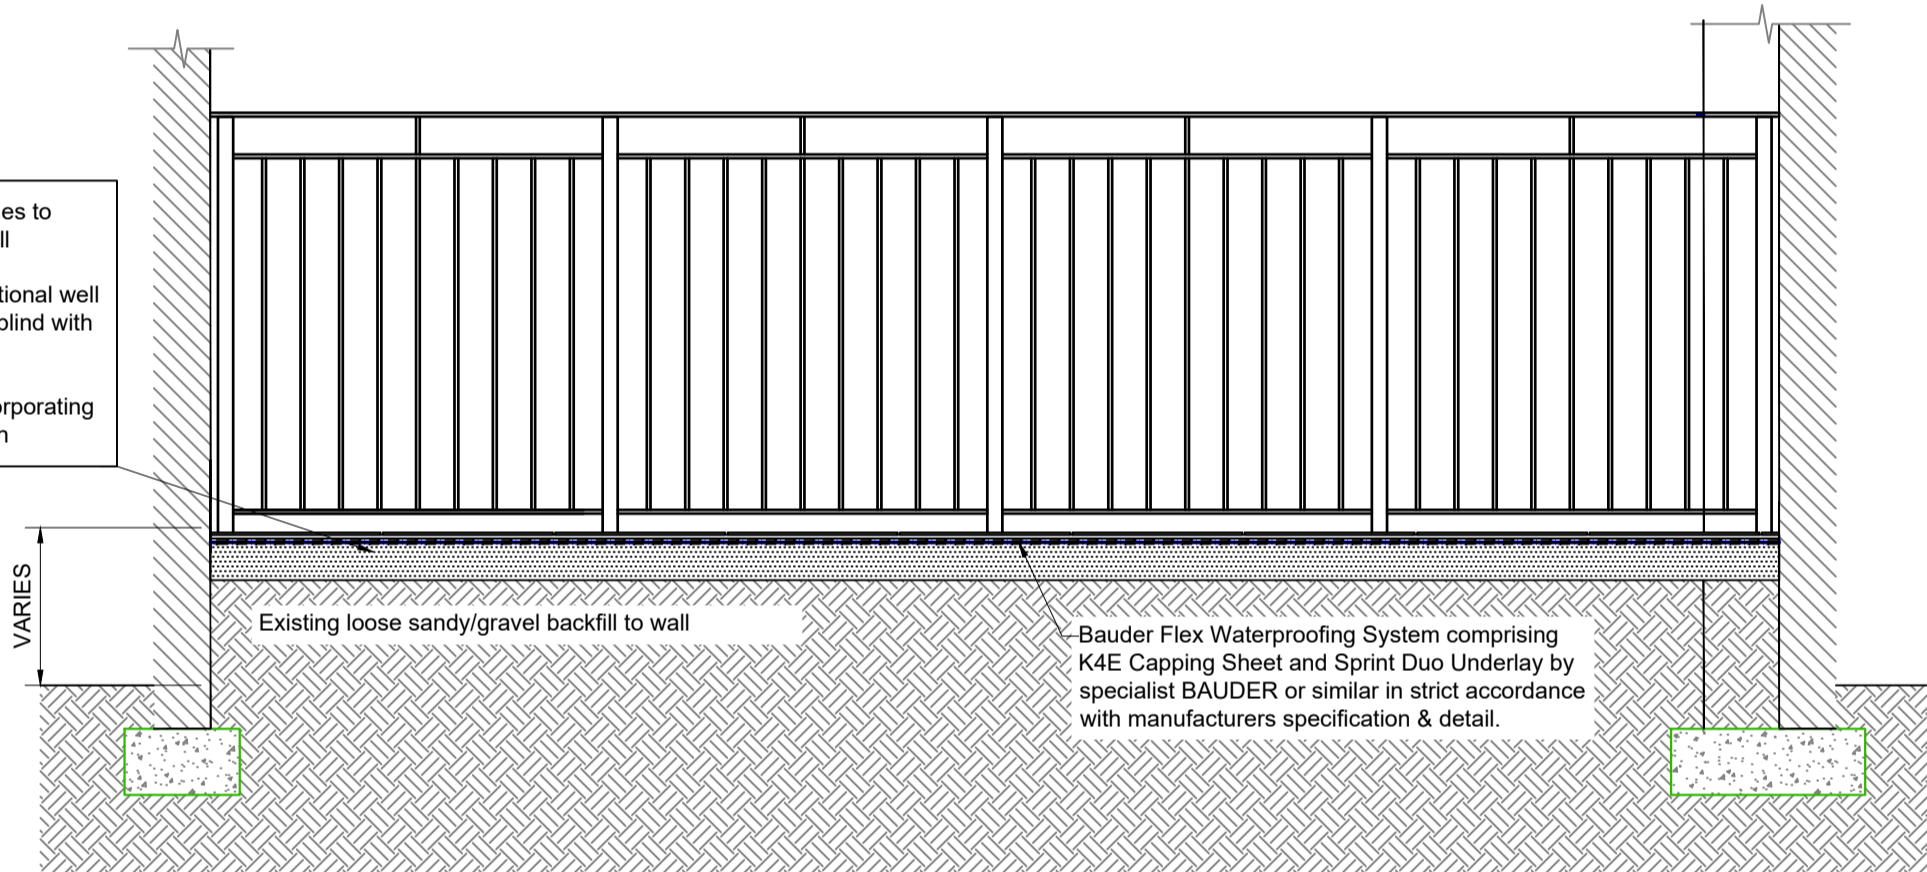 es to
ll
tional well
blind with
orporating
n
VARIES
Existing loose sandy/gravel backfill to wall
Bauder Flex Waterproofing System comprising
K4E Capping Sheet and Sprint Duo Underlay by
specialist BAUDER or similar in strict accordance
with manufacturers specification & detail.